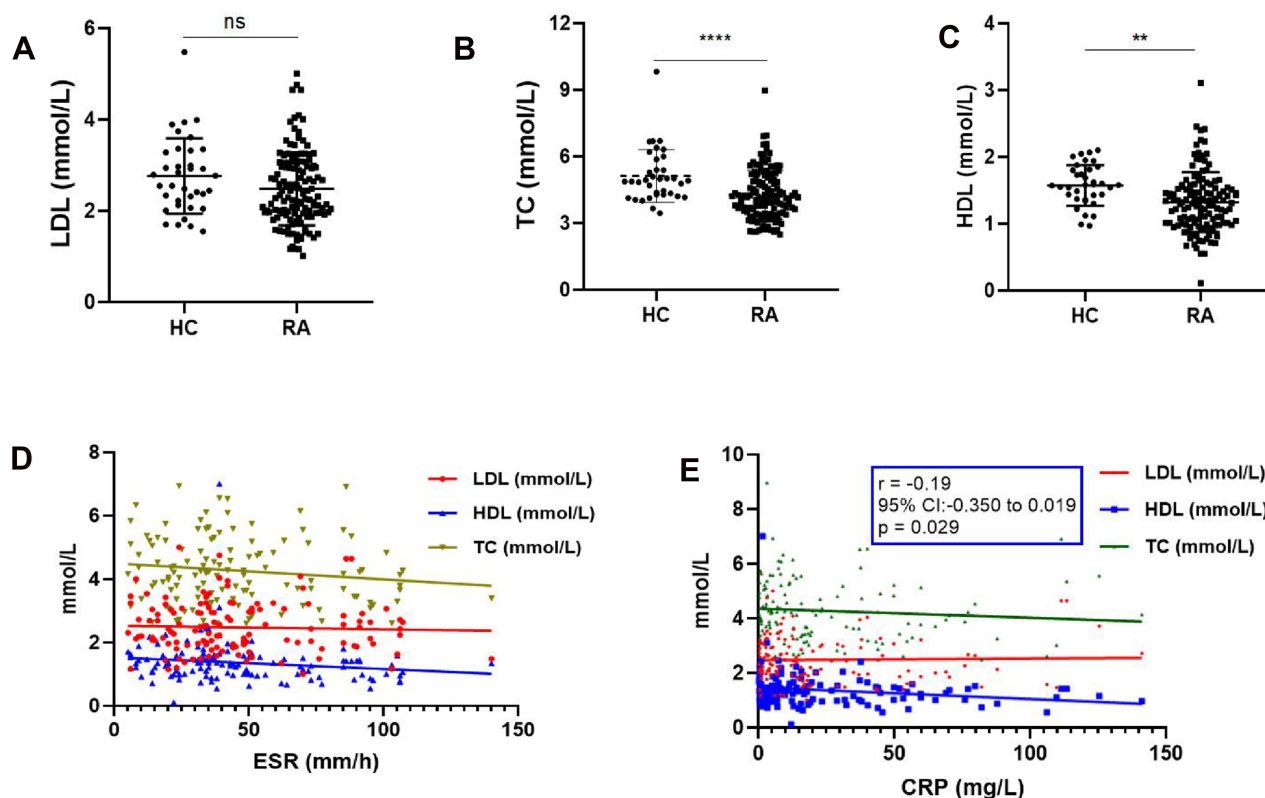 A
ns
LDL (mmol/L)
6
4
2
0
HC
RA
B
****
TC (mmol/L)
12
9
6
3
0
HC
RA
C
**
HDL (mmol/L)
4
3
2
1
0
HC
RA
D
mmol/L
8
6
4
2
0
0
50
100
150
ESR (mm/h)
LDL (mmol/L)
HDL (mmol/L)
TC (mmol/L)
E
mmol/L
10
8
6
4
2
0
0
50
100
150
CRP (mg/L)
r = -0.19
95% CI:-0.350 to 0.019
p = 0.029
LDL (mmol/L)
HDL (mmol/L)
TC (mmol/L)